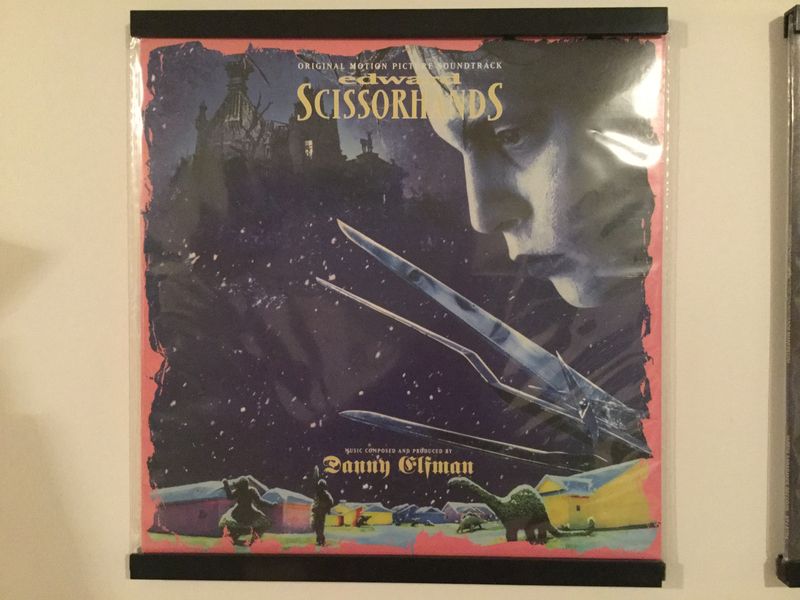 ORIGINAL MOTION PICTURE SOUNDTRACK
edward
SCISSORHANDS
MUSIC COMPOSED AND PRODUCED BY
Danny Elfman